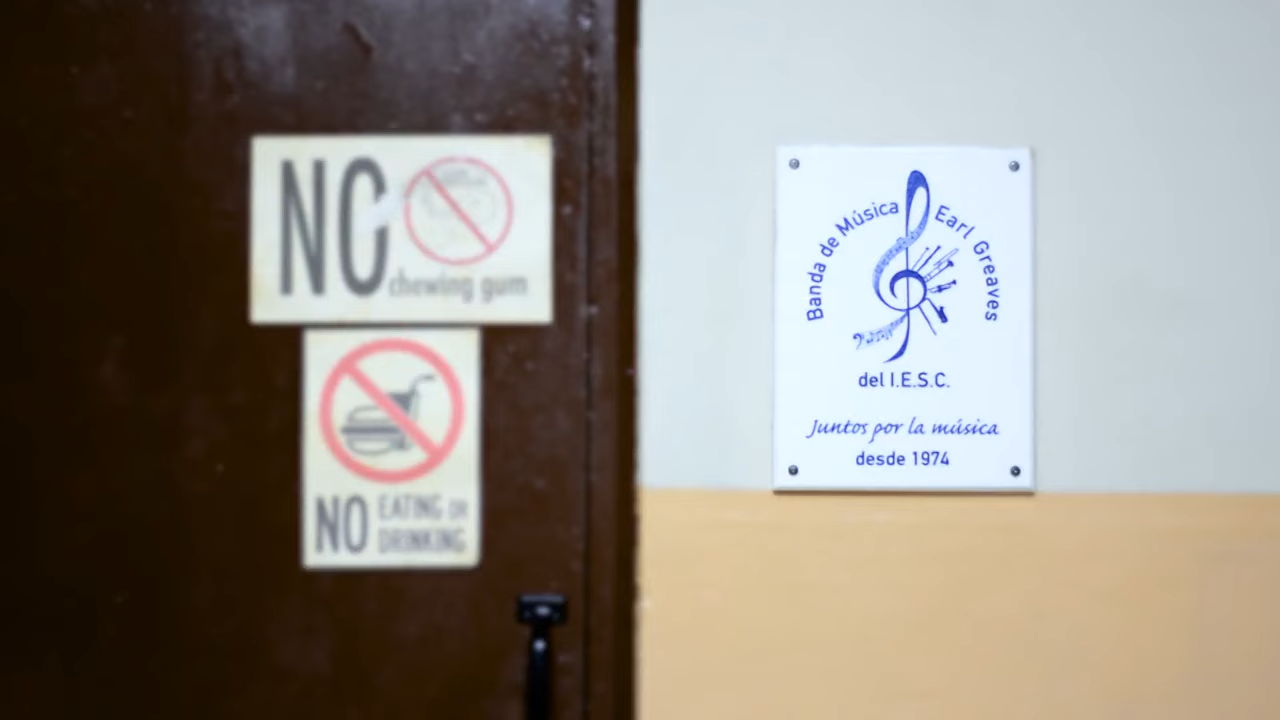 NO
chewing gum
NO EATING OR
DRINKING
Banda de Música Earl Greaves
del I.E.S.C.
Juntos por la música
desde 1974